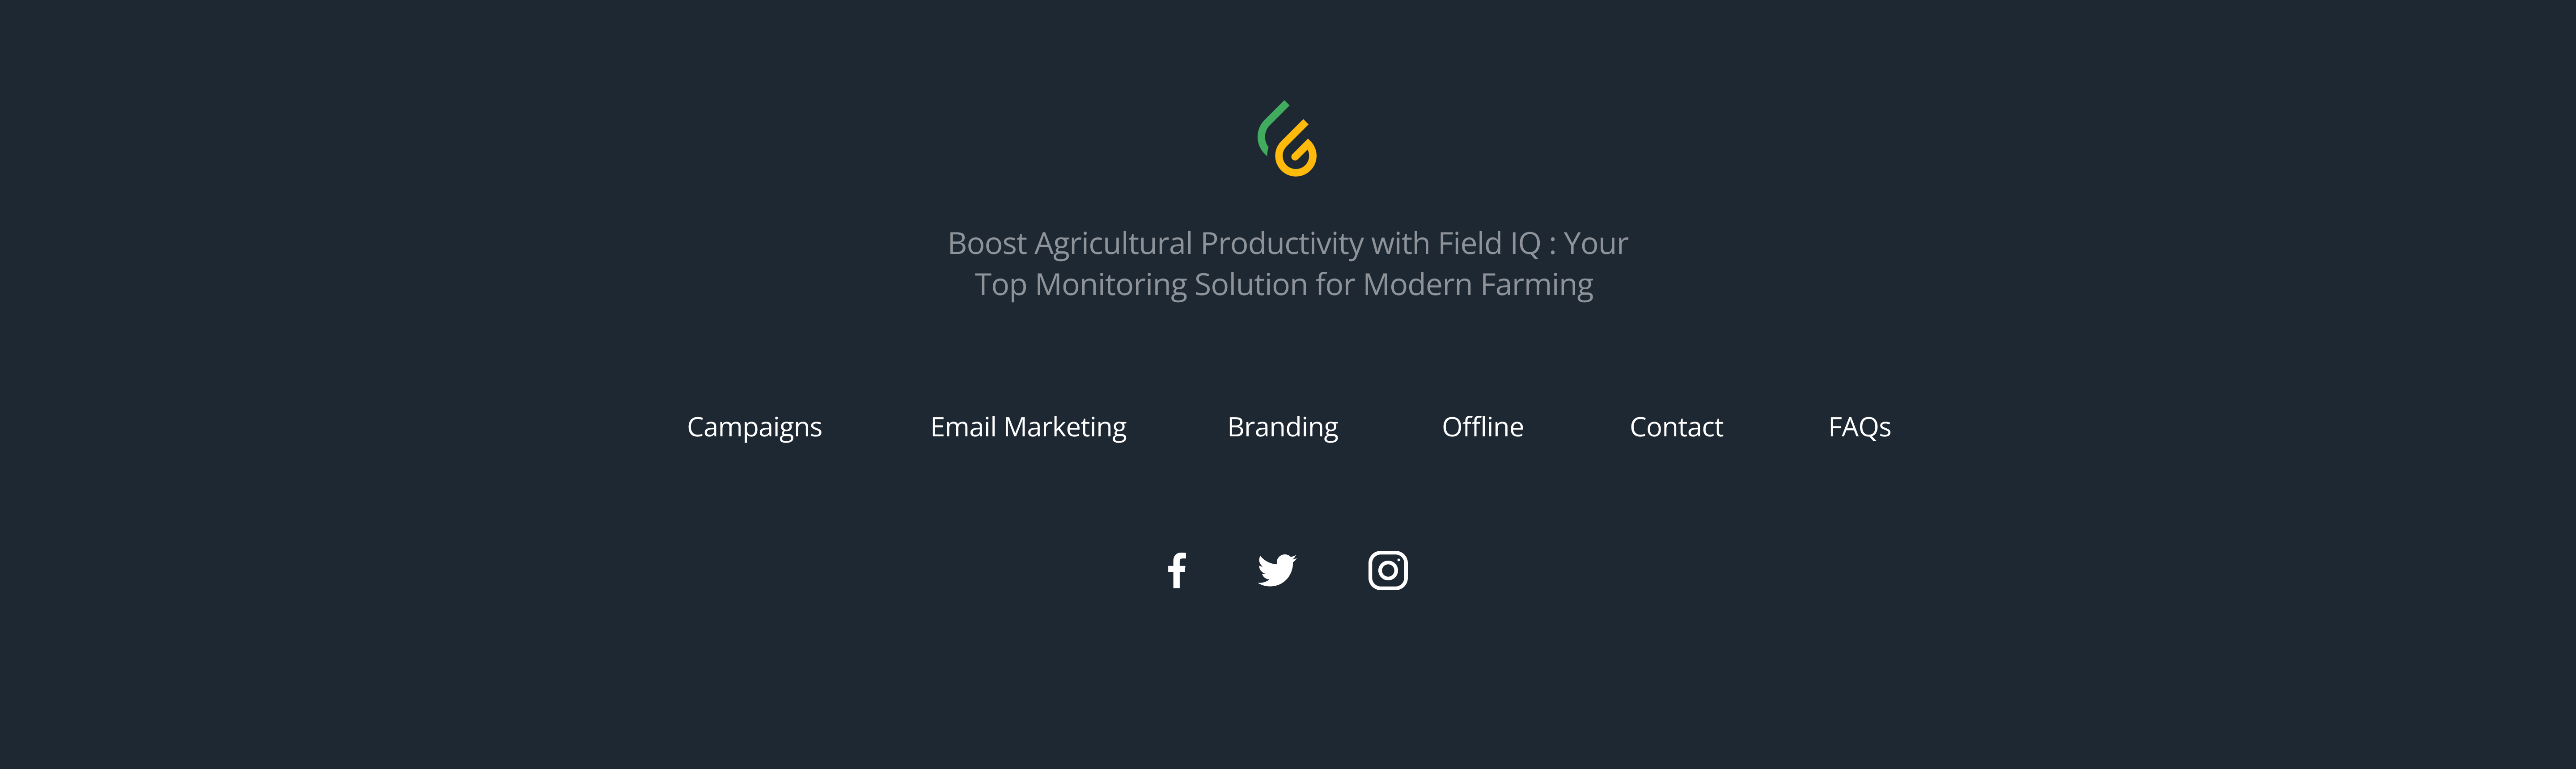 Boost Agricultural Productivity with Field IQ : Your
Top Monitoring Solution for Modern Farming
Campaigns Email Marketing Branding Offline Contact FAQs